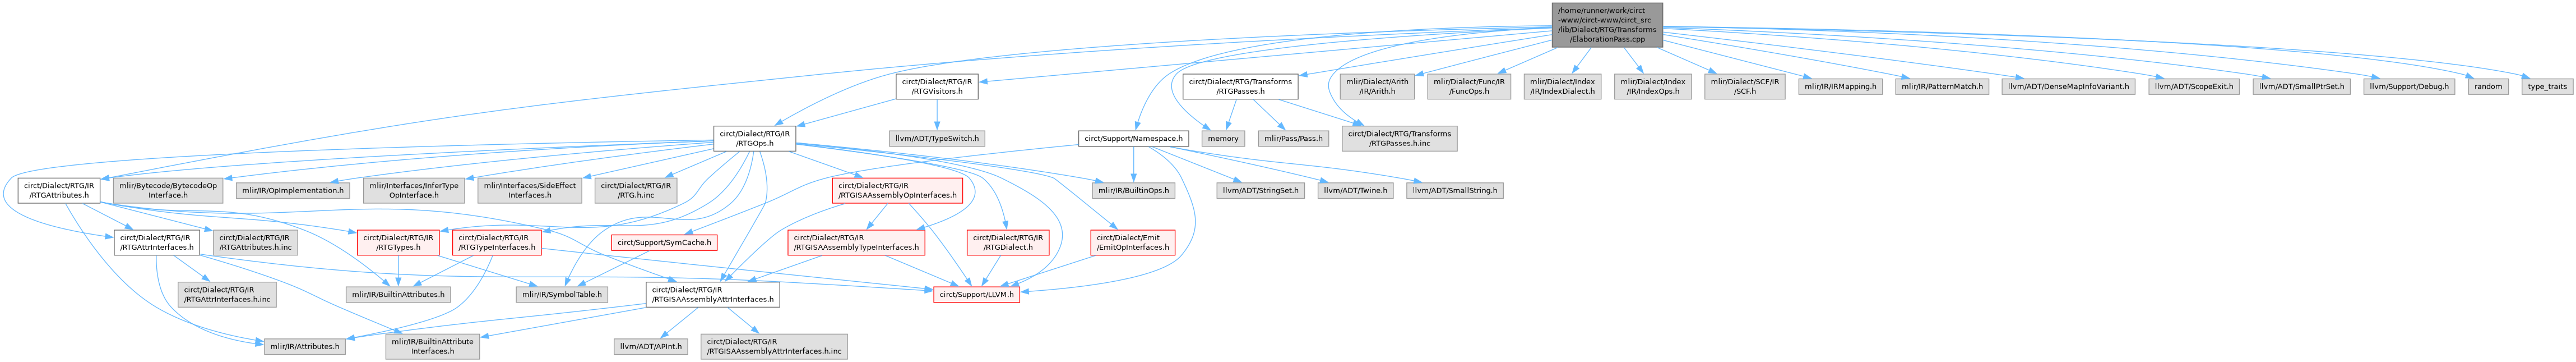 /home/runner/work/circt
-www/circt-www/circt_src
/lib/Dialect/RTG/Transforms
/ElaborationPass.cpp
circt/Dialect/RTG/IR
/RTGVisitors.h
circt/Dialect/RTG/Transforms
/RTGPasses.h
mlir/Dialect/Arith
/IR/Arith.h
mlir/Dialect/Func/IR
/FuncOps.h
mlir/Dialect/Index
/IR/IndexDialect.h
mlir/Dialect/Index
/IR/IndexOps.h
mlir/Dialect/SCF/IR
/SCF.h
mlir/IR/IRMapping.h
mlir/IR/PatternMatch.h
llvm/ADT/DenseMapInfoVariant.h
llvm/ADT/ScopeExit.h
llvm/ADT/SmallPtrSet.h
llvm/Support/Debug.h
random
type_traits
circt/Dialect/RTG/IR
/RTGOps.h
llvm/ADT/TypeSwitch.h
circt/Support/Namespace.h
memory
mlir/Pass/Pass.h
circt/Dialect/RTG/Transforms
/RTGPasses.h.inc
circt/Dialect/RTG/IR
/RTGAttributes.h
mlir/Bytecode/BytecodeOp
Interface.h
mlir/IR/OpImplementation.h
mlir/Interfaces/InferType
OpInterface.h
mlir/Interfaces/SideEffect
Interfaces.h
circt/Dialect/RTG/IR
/RTG.h.inc
circt/Dialect/RTG/IR
/RTGISAAssemblyOpInterfaces.h
mlir/IR/BuiltinOps.h
llvm/ADT/StringSet.h
llvm/ADT/Twine.h
llvm/ADT/SmallString.h
circt/Dialect/RTG/IR
/RTGAttrInterfaces.h
circt/Dialect/RTG/IR
/RTGAttributes.h.inc
circt/Dialect/RTG/IR
/RTGTypes.h
circt/Dialect/RTG/IR
/RTGTypeInterfaces.h
circt/Support/SymCache.h
circt/Dialect/RTG/IR
/RTGISAAssemblyTypeInterfaces.h
circt/Dialect/RTG/IR
/RTGDialect.h
circt/Dialect/Emit
/EmitOpInterfaces.h
circt/Dialect/RTG/IR
/RTGAttrInterfaces.h.inc
mlir/IR/BuiltinAttributes.h
mlir/IR/SymbolTable.h
circt/Dialect/RTG/IR
/RTGISAAssemblyAttrInterfaces.h
circt/Support/LLVM.h
mlir/IR/Attributes.h
mlir/IR/BuiltinAttribute
Interfaces.h
llvm/ADT/APInt.h
circt/Dialect/RTG/IR
/RTGISAAssemblyAttrInterfaces.h.inc